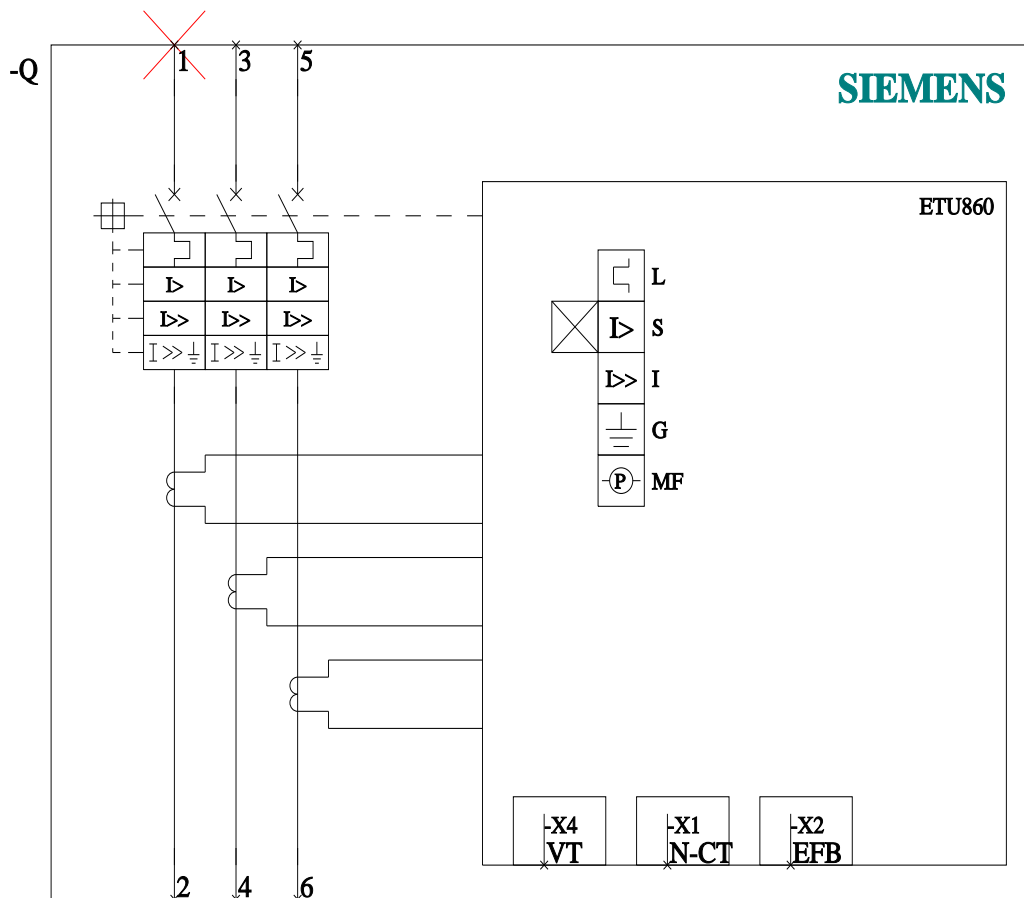 1 3 5
-Q
SIEMENS
ETU860
I> I> I>
I>> I>> I>>
I>> I>> I>>
L
I> S
I>> I
G
P MF
-X4 -X1 -X2
VT N-CT EFB
2 4 6